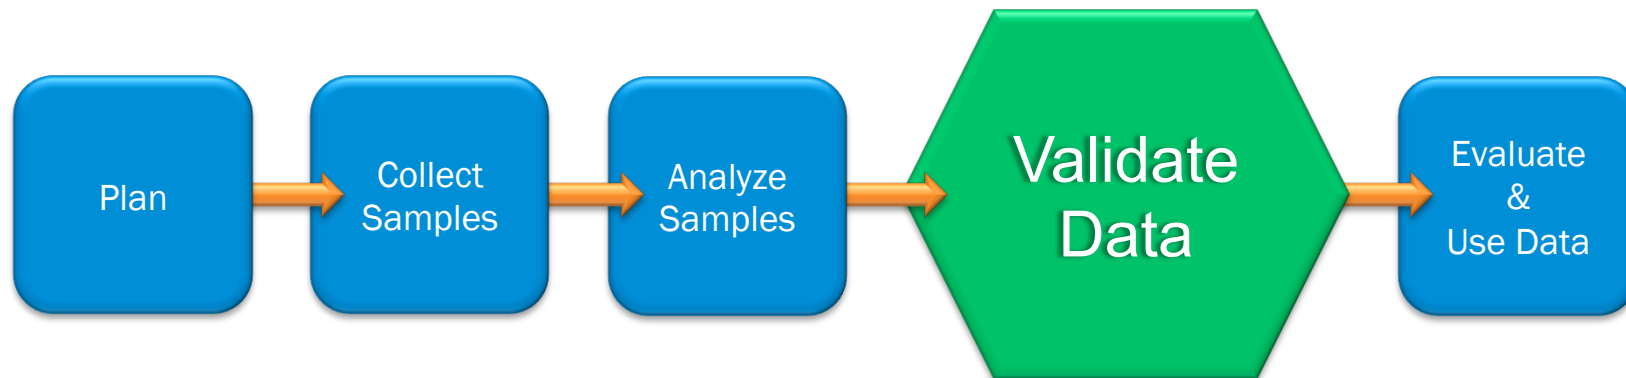 Plan
Collect
Samples
Analyze
Samples
Validate
Data
Evaluate
&
Use Data